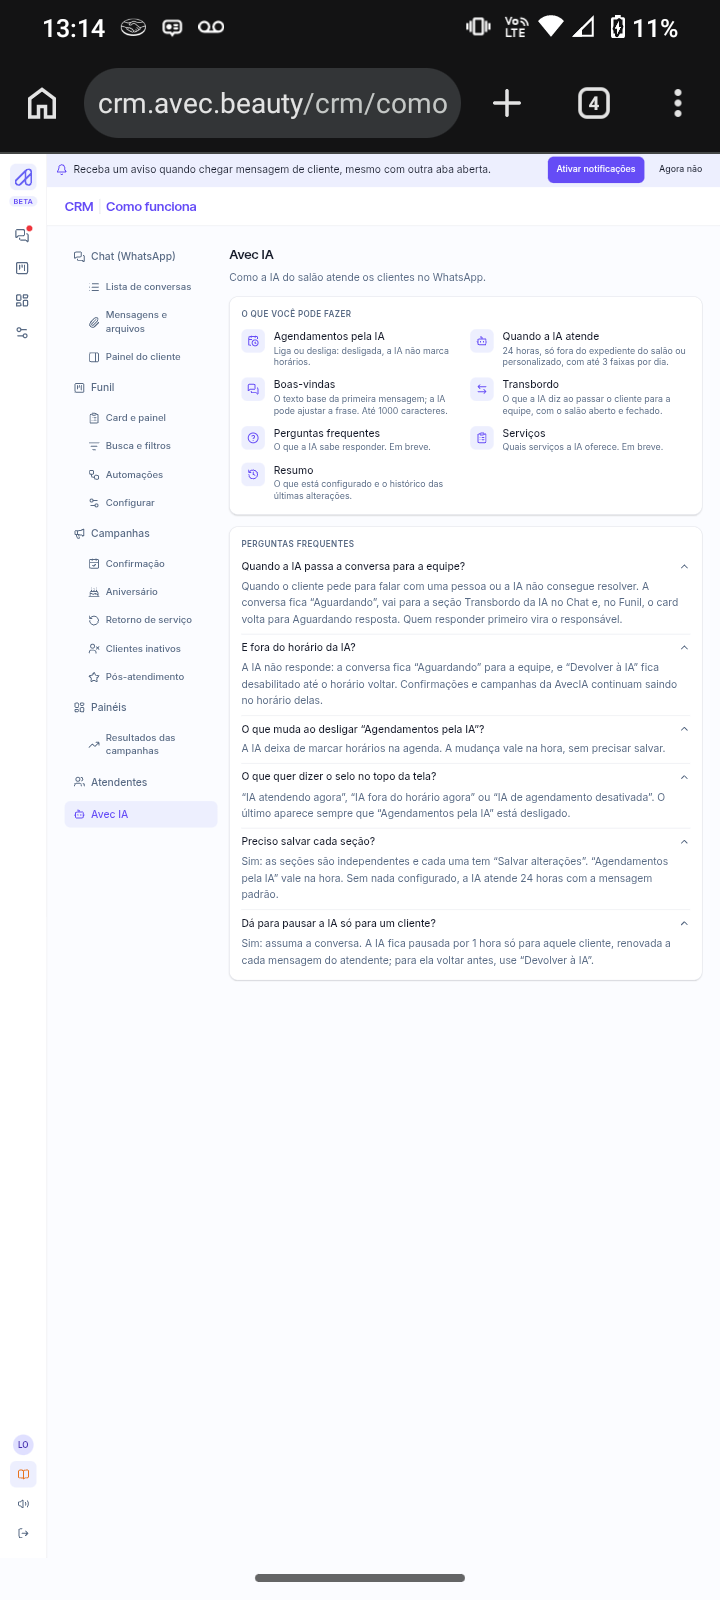 13:14
Vo
LTE
11%
crm.avec.beauty/crm/como
4
Receba um aviso quando chegar mensagem de cliente, mesmo com outra aba aberta.
Ativar notificações
Agora não
BETA
CRM
Como funciona
Chat (WhatsApp)
Lista de conversas
Mensagens e
arquivos
Painel do cliente
Funil
Card e painel
Busca e filtros
Automações
Configurar
Campanhas
Confirmação
Aniversário
Retorno de serviço
Clientes inativos
Pós-atendimento
Painéis
Resultados das
campanhas
Atendentes
Avec IA
Avec IA
Como a IA do salão atende os clientes no WhatsApp.
O QUE VOCÊ PODE FAZER
Agendamentos pela IA
Liga ou desliga: desligada, a IA não marca
horários.
Quando a IA atende
24 horas, só fora do expediente do salão ou
personalizado, com até 3 faixas por dia.
Boas-vindas
O texto base da primeira mensagem; a IA
pode ajustar a frase. Até 1000 caracteres.
Transbordo
O que a IA diz ao passar o cliente para a
equipe, com o salão aberto e fechado.
Perguntas frequentes
O que a IA sabe responder. Em breve.
Serviços
Quais serviços a IA oferece. Em breve.
Resumo
O que está configurado e o histórico das
últimas alterações.
PERGUNTAS FREQUENTES
Quando a IA passa a conversa para a equipe?
Quando o cliente pede para falar com uma pessoa ou a IA não consegue resolver. A
conversa fica “Aguardando”, vai para a seção Transbordo da IA no Chat e, no Funil, o card
volta para Aguardando resposta. Quem responder primeiro vira o responsável.
E fora do horário da IA?
A IA não responde: a conversa fica “Aguardando” para a equipe, e “Devolver à IA” fica
desabilitado até o horário voltar. Confirmações e campanhas da AvecIA continuam saindo
no horário delas.
O que muda ao desligar “Agendamentos pela IA”?
A IA deixa de marcar horários na agenda. A mudança vale na hora, sem precisar salvar.
O que quer dizer o selo no topo da tela?
“IA atendendo agora”, “IA fora do horário agora” ou “IA de agendamento desativada”. O
último aparece sempre que “Agendamentos pela IA” está desligado.
Preciso salvar cada seção?
Sim: as seções são independentes e cada uma tem “Salvar alterações”. “Agendamentos
pela IA” vale na hora. Sem nada configurado, a IA atende 24 horas com a mensagem
padrão.
Dá para pausar a IA só para um cliente?
Sim: assuma a conversa. A IA fica pausada por 1 hora só para aquele cliente, renovada a
cada mensagem do atendente; para ela voltar antes, use “Devolver à IA”.
LO